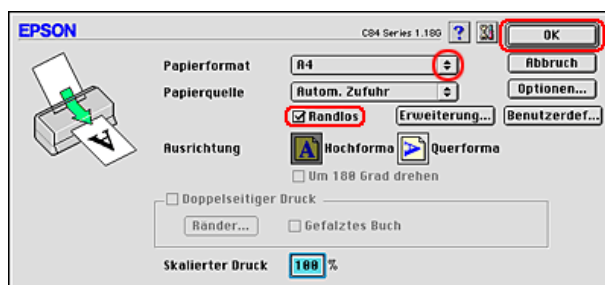 EPSON
C84 Series 1.18G
OK
Papierformat
A4
Abbruch
Papierquelle
Autom. Zufuhr
Optionen...
Randlos
Erweiterung...
Benutzerdef...
Ausrichtung
A
Hochforma
A
Querforma
Um 180 Grad drehen
Doppelseitiger Druck
Ränder...
Gefalztes Buch
Skalierter Druck
100 %